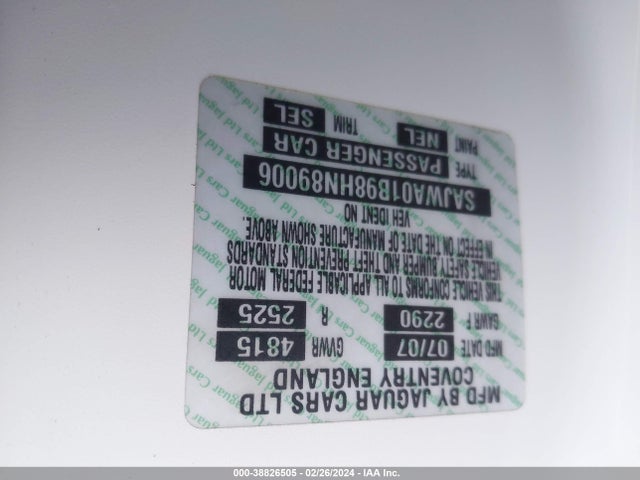 MFD BY JAGUAR CARS LTD
COVENTRY ENGLAND
MFD DATE 07/07 GVWR 4815
GAWR F 2290 R 2525
THIS VEHICLE CONFORMS TO ALL APPLICABLE FEDERAL MOTOR
VEHICLE SAFETY BUMPER AND THEFT PREVENTION STANDARDS
IN EFFECT ON THE DATE OF MANUFACTURE SHOWN ABOVE.
VEH IDENT NO
SAJWA01B98HN89006
TYPE PASSENGER CAR
PAINT NEL TRIM SEL
Jaguar Cars Ltd
000-38826505 - 02/26/2024 - IAA Inc.